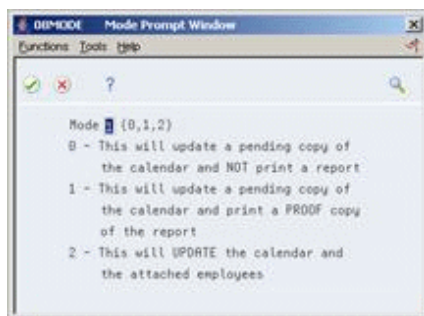 OBMODE Mode Prompt Window
Functions Tools Help
?
Mode (0,1,2)
0 - This will update a pending copy of
the calendar and NOT print a report
1 - This will update a pending copy of
the calendar and print a PROOF copy
of the report
2 - This will UPDATE the calendar and
the attached employees